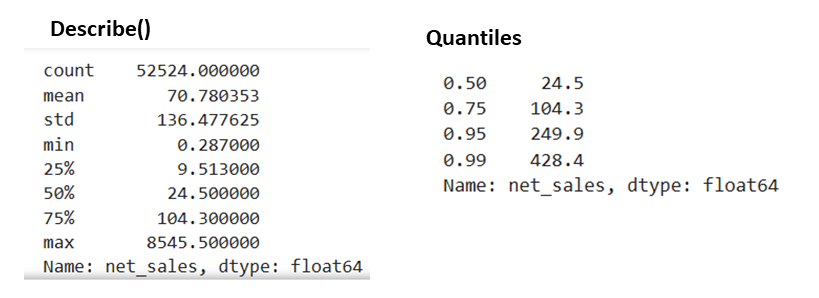 Describe()
count 52524.000000
mean 70.780353
std 136.477625
min 0.287000
25% 9.513000
50% 24.500000
75% 104.300000
max 8545.500000
Name: net_sales, dtype: float64
Quantiles
0.50 24.5
0.75 104.3
0.95 249.9
0.99 428.4
Name: net_sales, dtype: float64